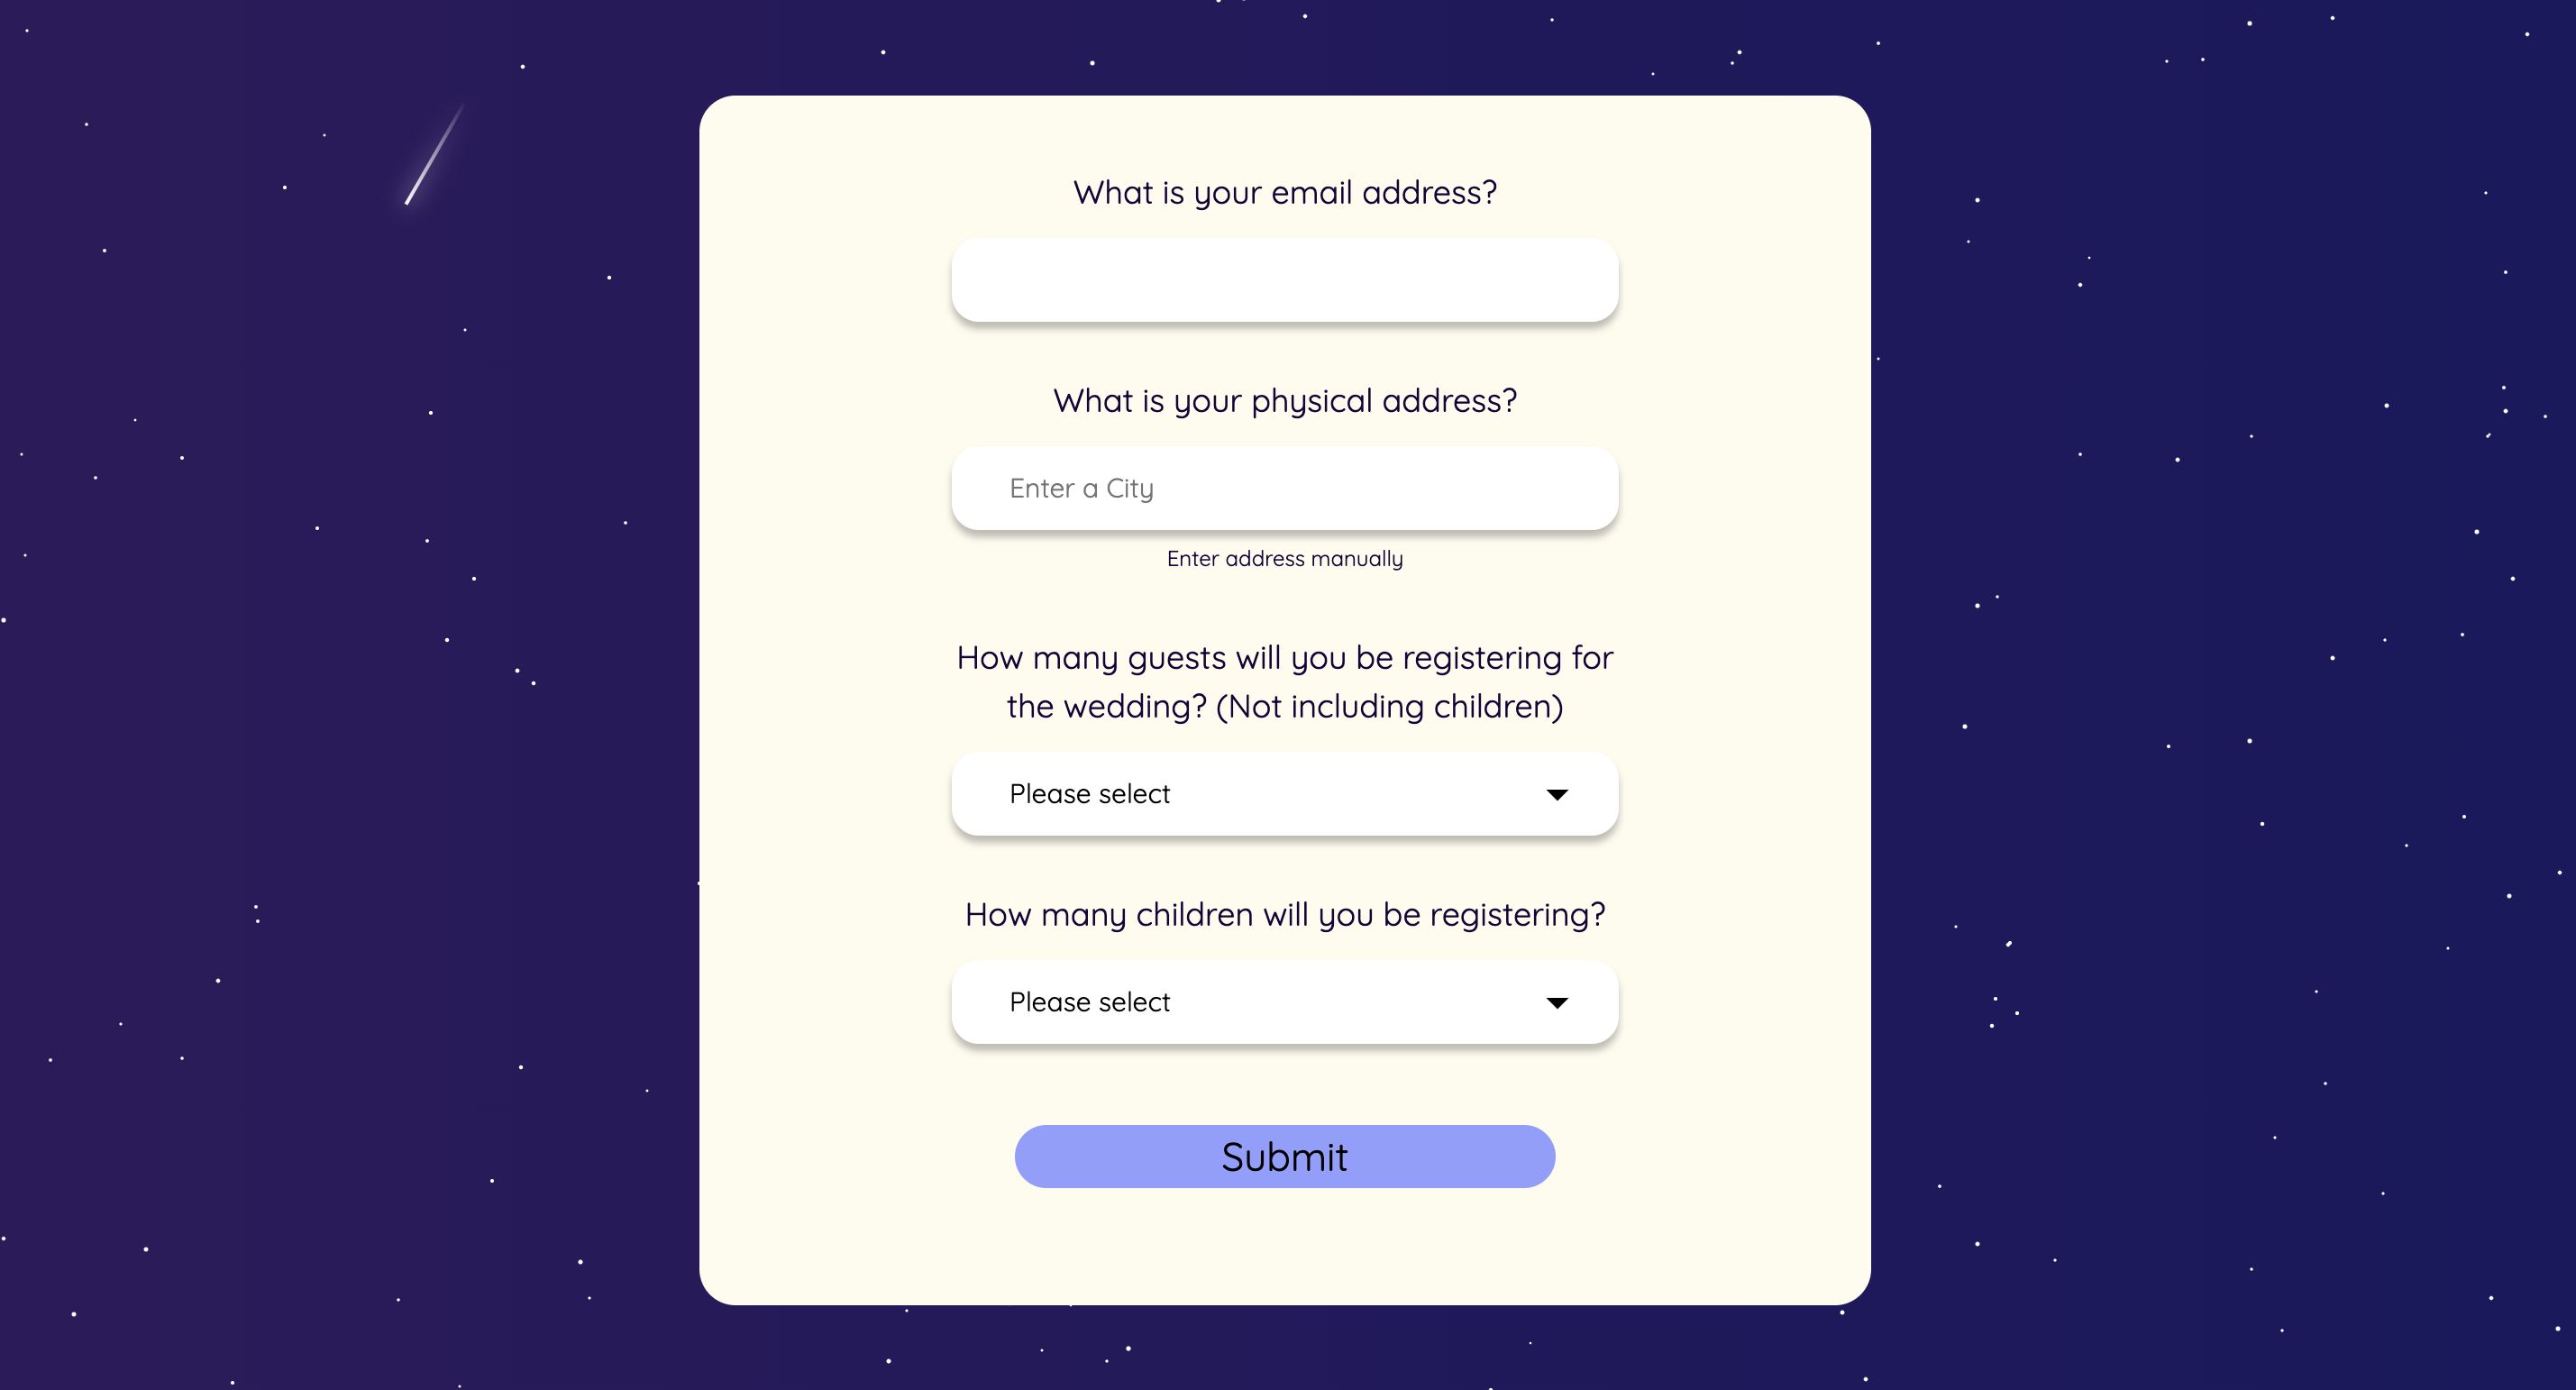 What is your email address?
What is your physical address?
Enter a City
Enter address manually
How many guests will you be registering for
the wedding? (Not including children)
Please select
How many children will you be registering?
Please select
Submit